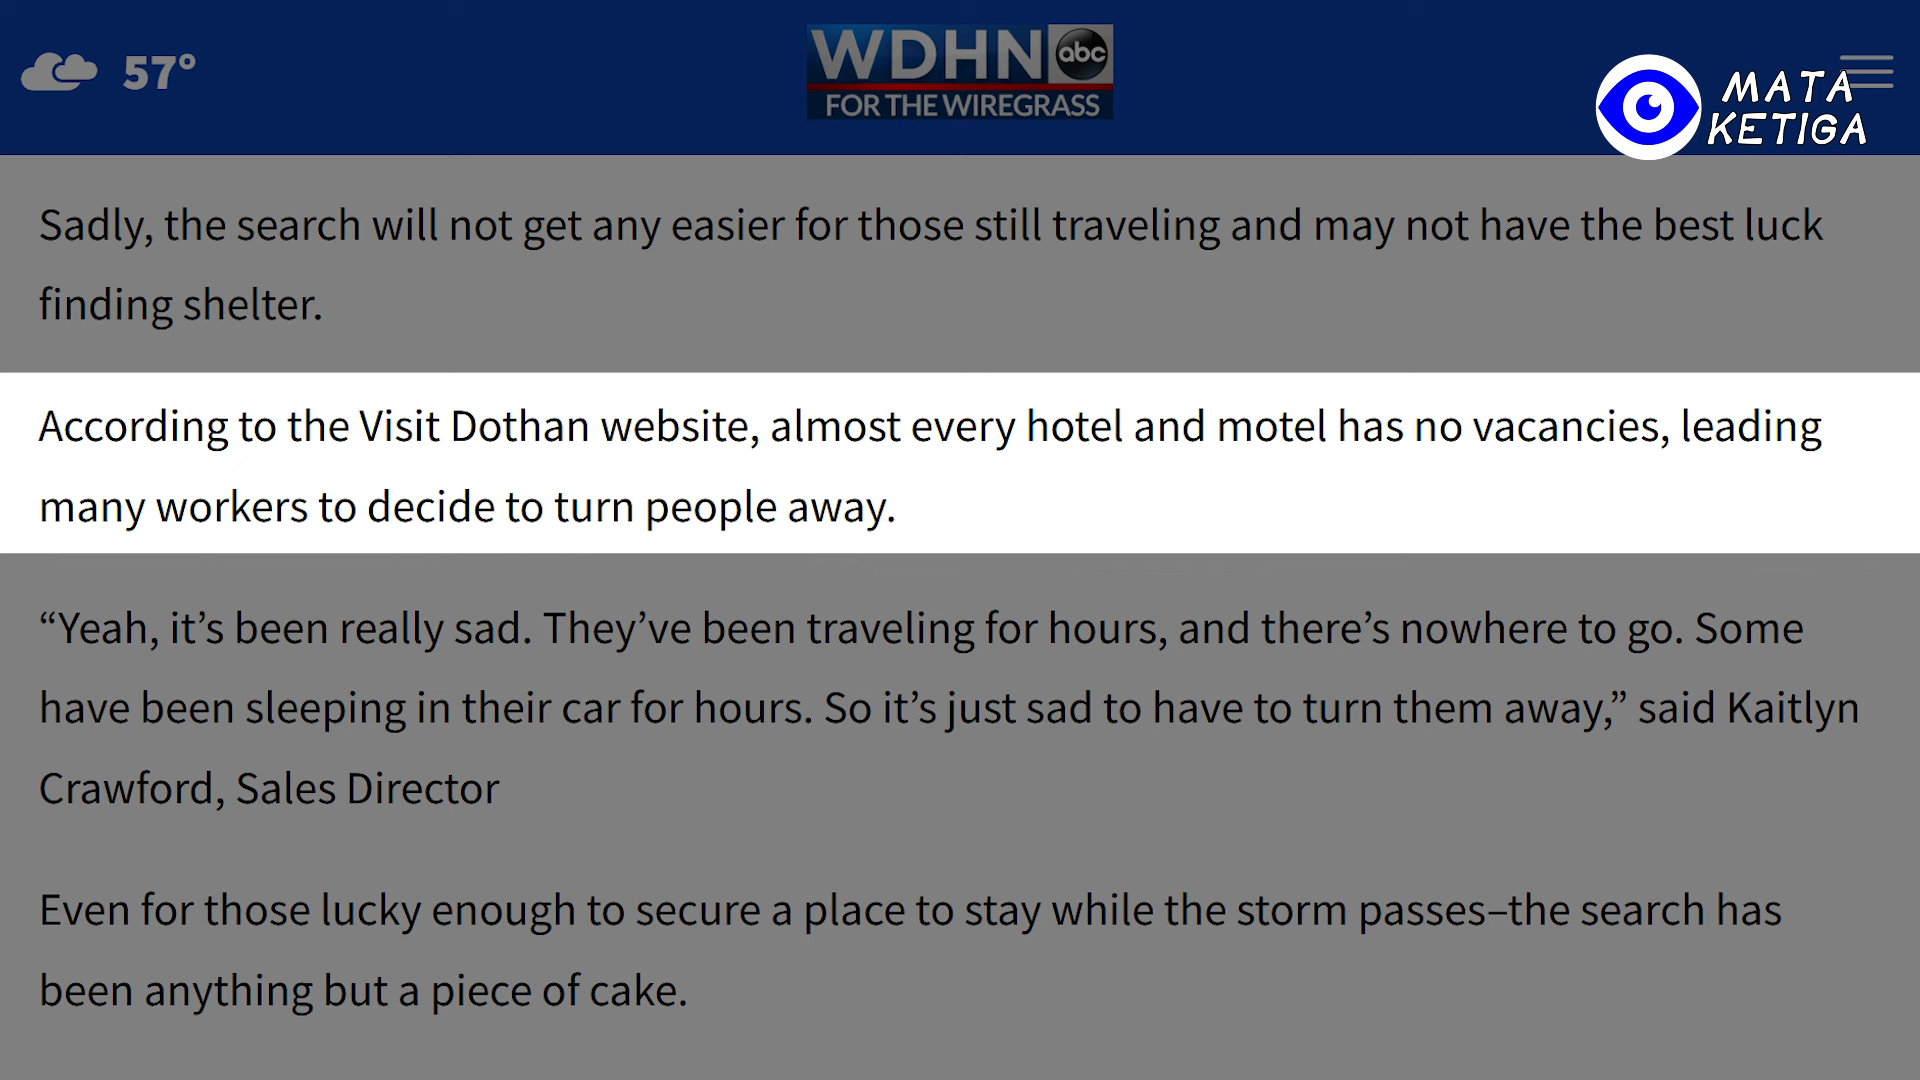 57°
WDHN abc
FOR THE WIREGRASS
MATA
KETIGA
Sadly, the search will not get any easier for those still traveling and may not have the best luck
finding shelter.
According to the Visit Dothan website, almost every hotel and motel has no vacancies, leading
many workers to decide to turn people away.
“Yeah, it’s been really sad. They’ve been traveling for hours, and there’s nowhere to go. Some
have been sleeping in their car for hours. So it’s just sad to have to turn them away,” said Kaitlyn
Crawford, Sales Director
Even for those lucky enough to secure a place to stay while the storm passes–the search has
been anything but a piece of cake.